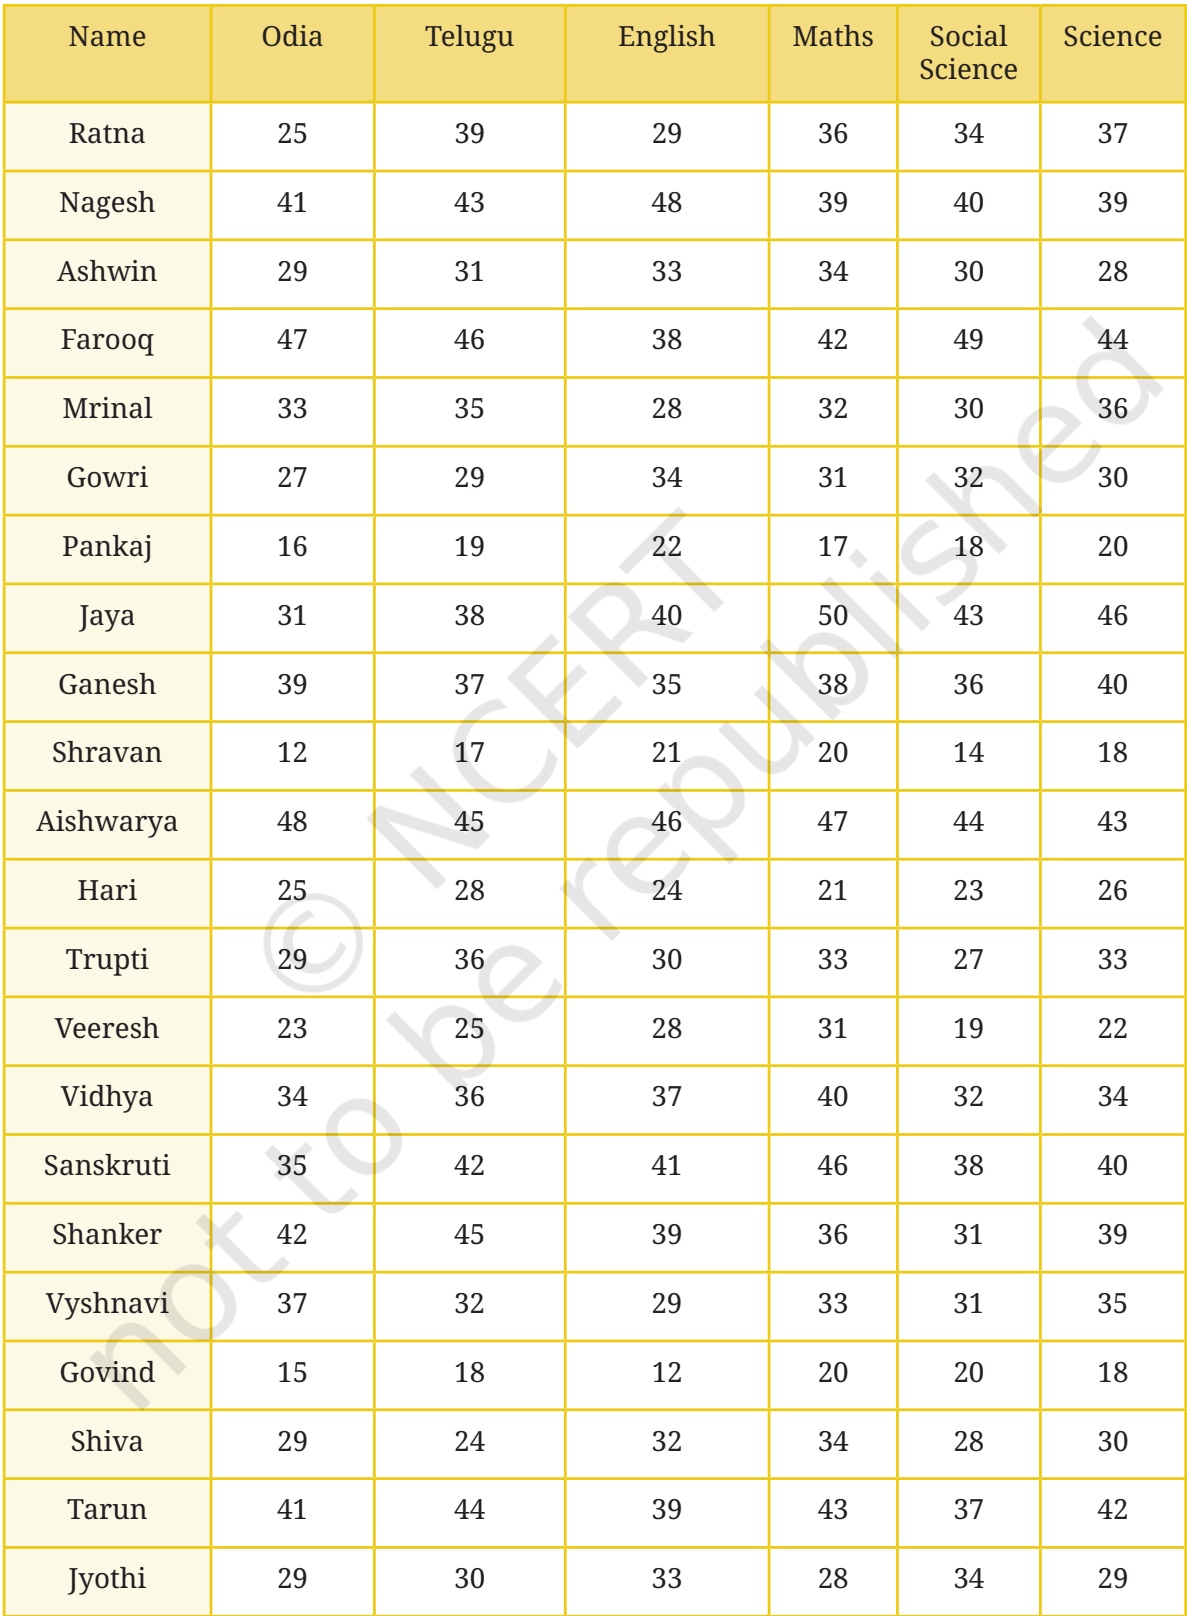 Name Odia Telugu English Maths Social Science Science
Ratna 25 39 29 36 34 37
Nagesh 41 43 48 39 40 39
Ashwin 29 31 33 34 30 28
Farooq 47 46 38 42 49 44
Mrinal 33 35 28 32 30 36
Gowri 27 29 34 31 32 30
Pankaj 16 19 22 17 18 20
Jaya 31 38 40 50 43 46
Ganesh 39 37 35 38 36 40
Shravan 12 17 21 20 14 18
Aishwarya 48 45 46 47 44 43
Hari 25 28 24 21 23 26
Trupti 29 36 30 33 27 33
Veeresh 23 25 28 31 19 22
Vidhya 34 36 37 40 32 34
Sanskruti 35 42 41 46 38 40
Shanker 42 45 39 36 31 39
Vyshnavi 37 32 29 33 31 35
Govind 15 18 12 20 20 18
Shiva 29 24 32 34 28 30
Tarun 41 44 39 43 37 42
Jyothi 29 30 33 28 34 29
© NCERT
not to be republished